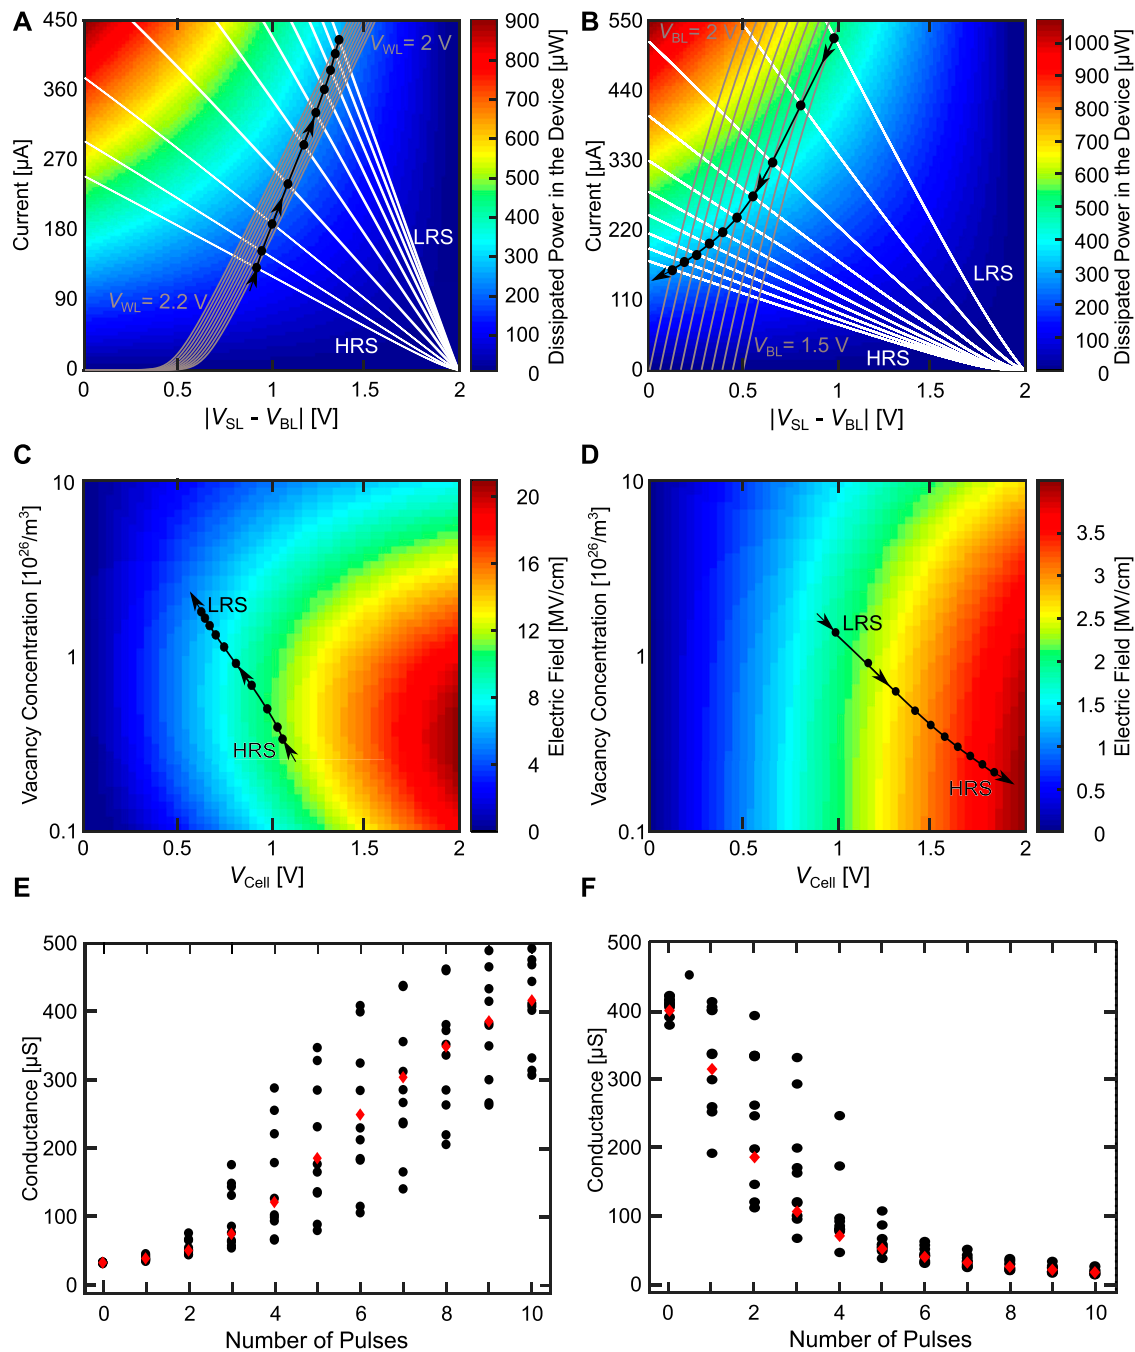 A
450
360
270
180
90
0
Current [µA]
V_WL = 2 V
V_WL = 2.2 V
LRS
HRS
0
0.5
1
1.5
2
|V_SL - V_BL| [V]
900
800
700
600
500
400
300
200
100
0
Dissipated Power in the Device [µW]
B
550
440
330
220
110
0
Current [µA]
V_BL = 2 V
V_BL = 1.5 V
LRS
HRS
0
0.5
1
1.5
2
|V_SL - V_BL| [V]
1000
900
800
700
600
500
400
300
200
100
0
Dissipated Power in the Device [µW]
C
10
1
0.1
Vacancy Concentration [10^26/m^3]
LRS
HRS
0
0.5
1
1.5
2
V_Cell [V]
20
16
12
8
4
0
Electric Field [MV/cm]
D
10
1
0.1
Vacancy Concentration [10^26/m^3]
LRS
HRS
0
0.5
1
1.5
2
V_Cell [V]
3.5
3
2.5
2
1.5
1
0.5
0
Electric Field [MV/cm]
E
500
400
300
200
100
0
Conductance [µS]
0
2
4
6
8
10
Number of Pulses
F
500
400
300
200
100
0
Conductance [µS]
0
2
4
6
8
10
Number of Pulses